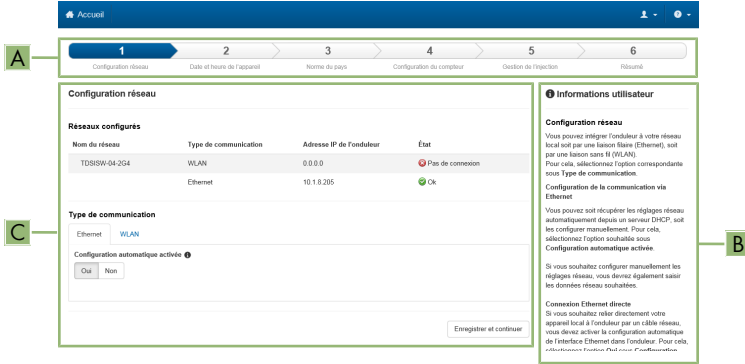 Accueil
A
1 2 3 4 5 6
Configuration réseau Date et heure de l'appareil Norme du pays Configuration du compteur Gestion de l'injection Résumé
C
Configuration réseau
Réseaux configurés
Nom du réseau Type de communication Adresse IP de l'onduleur État
TDSISW-04-2G4 WLAN 0.0.0.0 Pas de connexion
Ethernet 10.1.8.205 Ok
Type de communication
Ethernet WLAN
Configuration automatique activée
Oui Non
Enregistrer et continuer
B
Informations utilisateur
Configuration réseau
Vous pouvez intégrer l'onduleur à votre réseau
local soit par une liaison filaire (Ethernet), soit
par une liaison sans fil (WLAN).
Pour cela, sélectionnez l'option correspondante
sous Type de communication.
Configuration de la communication via
Ethernet
Vous pouvez soit récupérer les réglages réseau
automatiquement depuis un serveur DHCP, soit
les configurer manuellement. Pour cela,
sélectionnez l'option souhaitée sous
Configuration automatique activée.
Si vous souhaitez configurer manuellement les
réglages réseau, vous devrez également saisir
les données réseau souhaitées.
Connexion Ethernet directe
Si vous souhaitez relier directement votre
appareil local à l'onduleur par un câble réseau,
vous devez activer la configuration automatique
de l'interface Ethernet dans l'onduleur. Pour cela,
sélectionnez l'option Oui sous Configuration